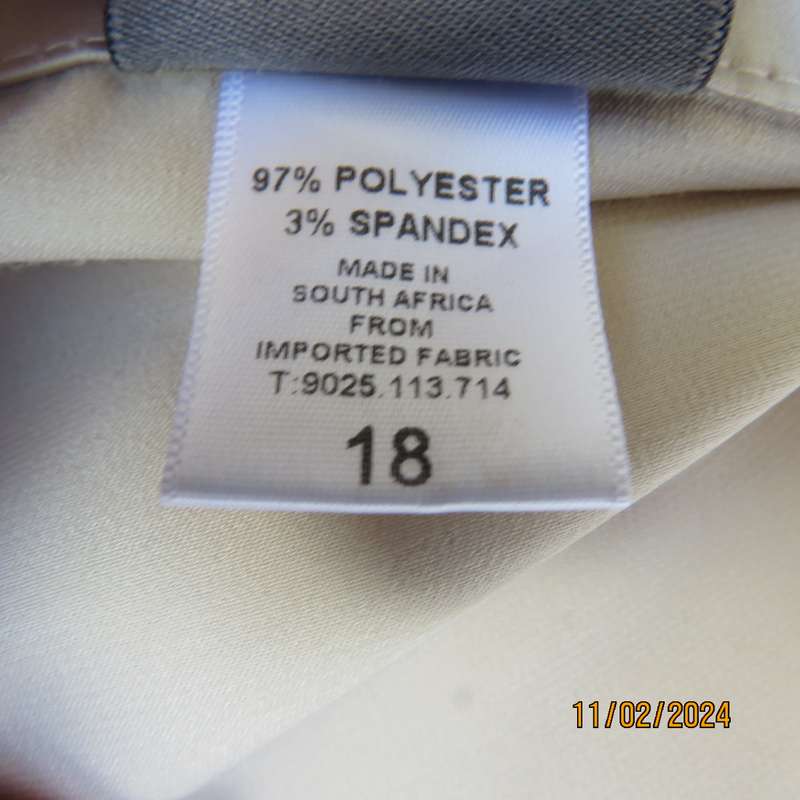 97% POLYESTER
3% SPANDEX
MADE IN
SOUTH AFRICA
FROM
IMPORTED FABRIC
T:9025.113.714
18
11/02/2024